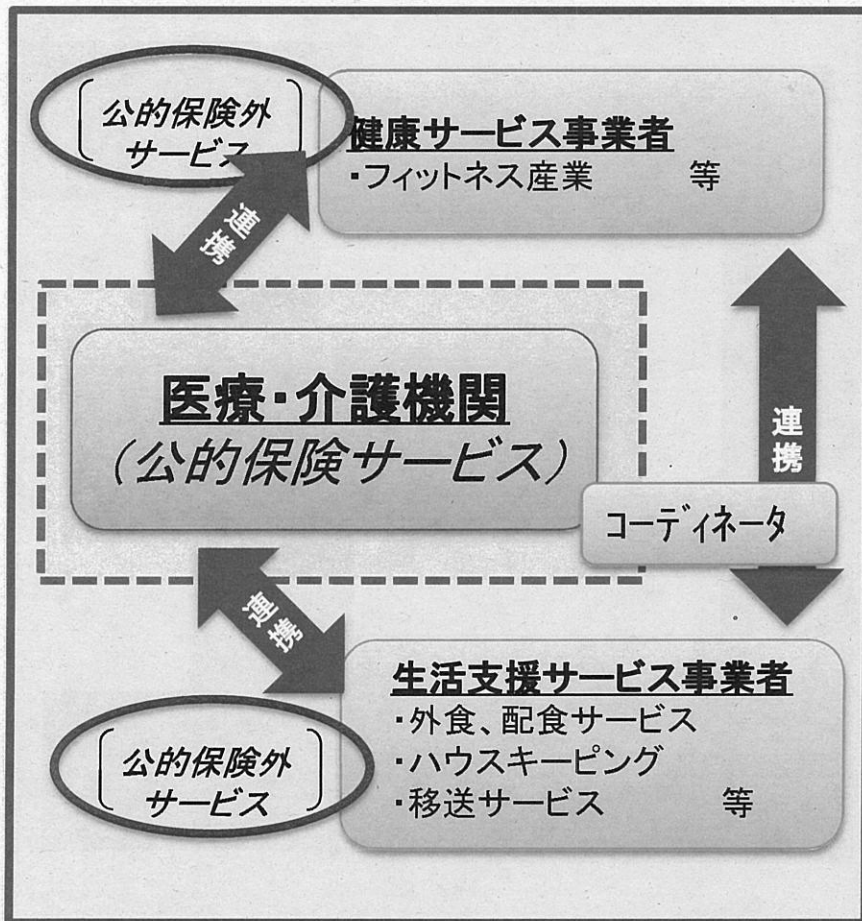 公的保険外
サービス
健康サービス事業者
・フィットネス産業　　　等
連携
医療・介護機関
（公的保険サービス）
連携
コーディネータ
連携
生活支援サービス事業者
・外食、配食サービス
・ハウスキーピング
・移送サービス　　　等
公的保険外
サービス